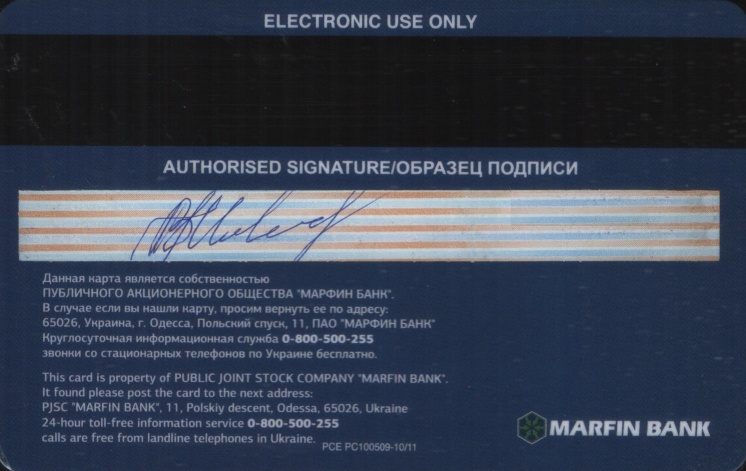 ELECTRONIC USE ONLY
AUTHORISED SIGNATURE/ОБРАЗЕЦ ПОДПИСИ
Данная карта является собственностью
ПУБЛИЧНОГО АКЦИОНЕРНОГО ОБЩЕСТВА "МАРФИН БАНК".
В случае если вы нашли карту, просим вернуть ее по адресу:
65026, Украина, г. Одесса, Польский спуск, 11, ПАО "МАРФИН БАНК"
Круглосуточная информационная служба 0-800-500-255
звонки со стационарных телефонов по Украине бесплатно.
This card is property of PUBLIC JOINT STOCK COMPANY "MARFIN BANK".
It found please post the card to the next address:
PJSC "MARFIN BANK", 11, Polskiy descent, Odessa, 65026, Ukraine
24-hour toll-free information service 0-800-500-255
calls are free from landline telephones in Ukraine.
PCE PC100509-10/11
MARFIN BANK